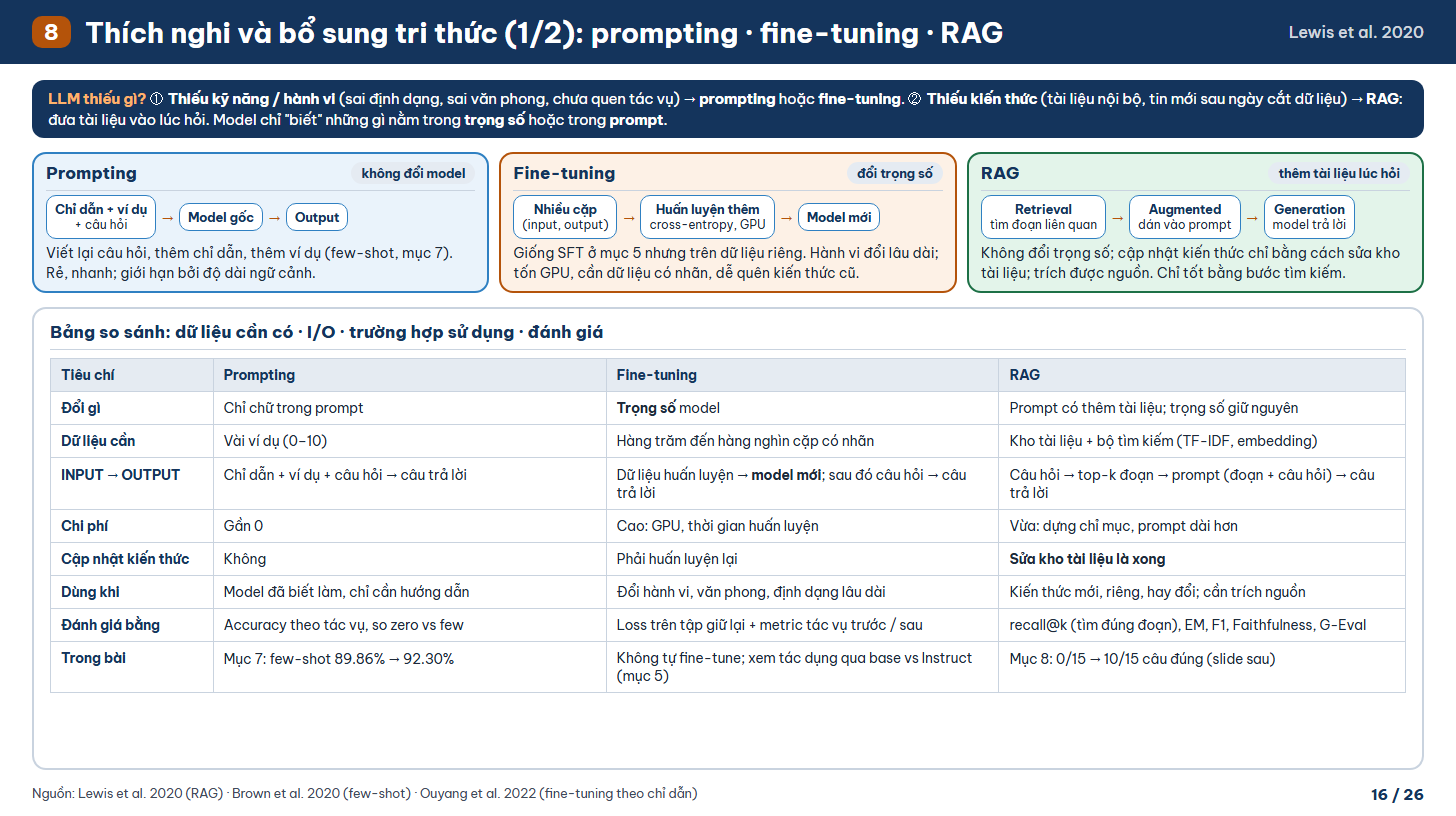 8 Thích nghi và bổ sung tri thức (1/2): prompting · fine-tuning · RAG
Lewis et al. 2020
LLM thiếu gì? ① Thiếu kỹ năng / hành vi (sai định dạng, sai văn phong, chưa quen tác vụ) → prompting hoặc fine-tuning. ② Thiếu kiến thức (tài liệu nội bộ, tin mới sau ngày cắt dữ liệu) → RAG:
đưa tài liệu vào lúc hỏi. Model chỉ "biết" những gì nằm trong trọng số hoặc trong prompt.
Prompting
không đổi model
Chỉ dẫn + ví dụ
+ câu hỏi
→ Model gốc → Output
Viết lại câu hỏi, thêm chỉ dẫn, thêm ví dụ (few-shot, mục 7).
Rẻ, nhanh; giới hạn bởi độ dài ngữ cảnh.
Fine-tuning
đổi trọng số
Nhiều cặp
(input, output)
→
Huấn luyện thêm
cross-entropy, GPU
→ Model mới
Giống SFT ở mục 5 nhưng trên dữ liệu riêng. Hành vi đổi lâu dài;
tốn GPU, cần dữ liệu có nhãn, dễ quên kiến thức cũ.
RAG
thêm tài liệu lúc hỏi
Retrieval
tìm đoạn liên quan
→
Augmented
dán vào prompt
→
Generation
model trả lời
Không đổi trọng số; cập nhật kiến thức chỉ bằng cách sửa kho
tài liệu; trích được nguồn. Chỉ tốt bằng bước tìm kiếm.
Bảng so sánh: dữ liệu cần có · I/O · trường hợp sử dụng · đánh giá
Tiêu chí Prompting Fine-tuning RAG
Đổi gì Chỉ chữ trong prompt Trọng số model Prompt có thêm tài liệu; trọng số giữ nguyên
Dữ liệu cần Vài ví dụ (0–10) Hàng trăm đến hàng nghìn cặp có nhãn Kho tài liệu + bộ tìm kiếm (TF-IDF, embedding)
INPUT → OUTPUT Chỉ dẫn + ví dụ + câu hỏi → câu trả lời Dữ liệu huấn luyện → model mới; sau đó câu hỏi → câu
trả lời
Câu hỏi → top-k đoạn → prompt (đoạn + câu hỏi) → câu
trả lời
Chi phí Gần 0 Cao: GPU, thời gian huấn luyện Vừa: dựng chỉ mục, prompt dài hơn
Cập nhật kiến thức Không Phải huấn luyện lại Sửa kho tài liệu là xong
Dùng khi Model đã biết làm, chỉ cần hướng dẫn Đổi hành vi, văn phong, định dạng lâu dài Kiến thức mới, riêng, hay đổi; cần trích nguồn
Đánh giá bằng Accuracy theo tác vụ, so zero vs few Loss trên tập giữ lại + metric tác vụ trước / sau recall@k (tìm đúng đoạn), EM, F1, Faithfulness, G-Eval
Trong bài Mục 7: few-shot 89.86% → 92.30% Không tự fine-tune; xem tác dụng qua base vs Instruct
(mục 5)
Mục 8: 0/15 → 10/15 câu đúng (slide sau)
Nguồn: Lewis et al. 2020 (RAG) · Brown et al. 2020 (few-shot) · Ouyang et al. 2022 (fine-tuning theo chỉ dẫn)
16 / 26